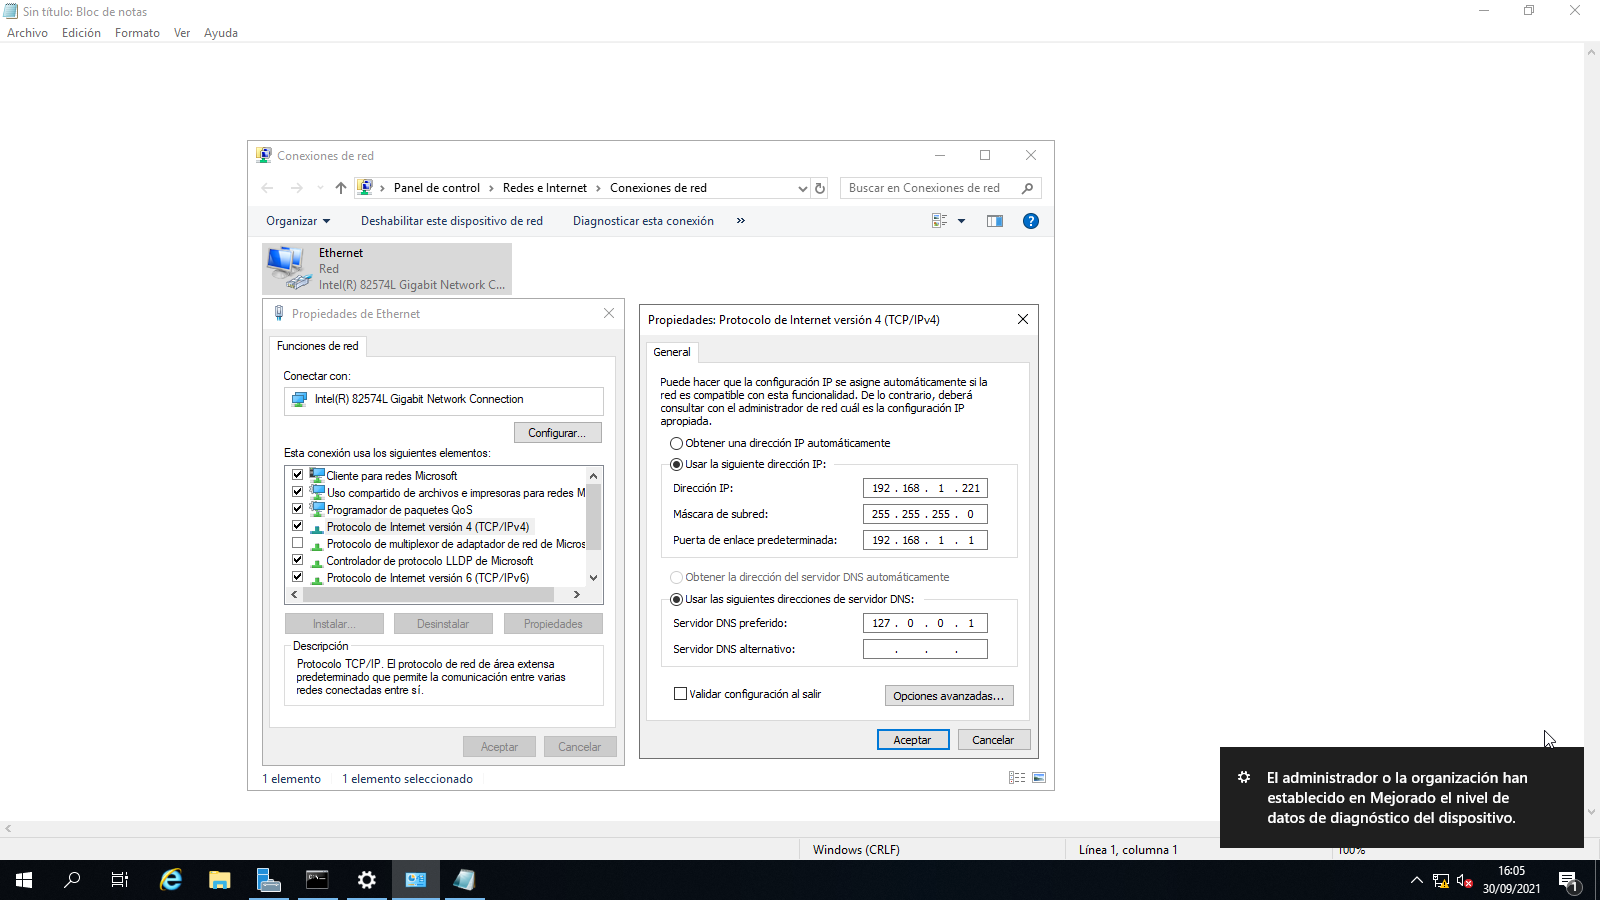 Sin título: Bloc de notas
Archivo Edición Formato Ver Ayuda
Conexiones de red
Panel de control Redes e Internet Conexiones de red
Buscar en Conexiones de red
Organizar Deshabilitar este dispositivo de red Diagnosticar esta conexión »
Ethernet
Red
Intel(R) 82574L Gigabit Network C...
Propiedades de Ethernet
Funciones de red
Conectar con:
Intel(R) 82574L Gigabit Network Connection
Configurar...
Esta conexión usa los siguientes elementos:
Cliente para redes Microsoft
Uso compartido de archivos e impresoras para redes M
Programador de paquetes QoS
Protocolo de Internet versión 4 (TCP/IPv4)
Protocolo de multiplexor de adaptador de red de Micros
Controlador de protocolo LLDP de Microsoft
Protocolo de Internet versión 6 (TCP/IPv6)
Instalar... Desinstalar Propiedades
Descripción
Protocolo TCP/IP. El protocolo de red de área extensa
predeterminado que permite la comunicación entre varias
redes conectadas entre sí.
Aceptar Cancelar
Propiedades: Protocolo de Internet versión 4 (TCP/IPv4)
General
Puede hacer que la configuración IP se asigne automáticamente si la
red es compatible con esta funcionalidad. De lo contrario, deberá
consultar con el administrador de red cuál es la configuración IP
apropiada.
Obtener una dirección IP automáticamente
Usar la siguiente dirección IP:
Dirección IP: 192 . 168 . 1 . 221
Máscara de subred: 255 . 255 . 255 . 0
Puerta de enlace predeterminada: 192 . 168 . 1 . 1
Obtener la dirección del servidor DNS automáticamente
Usar las siguientes direcciones de servidor DNS:
Servidor DNS preferido: 127 . 0 . 0 . 1
Servidor DNS alternativo: . . .
Validar configuración al salir
Opciones avanzadas...
Aceptar Cancelar
1 elemento 1 elemento seleccionado
El administrador o la organización han
establecido en Mejorado el nivel de
datos de diagnóstico del dispositivo.
Windows (CRLF) Línea 1, columna 1 100%
16:05
30/09/2021
1